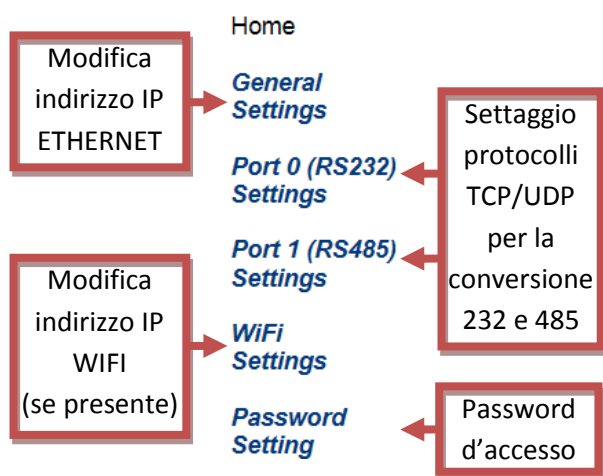 Home
Modifica
indirizzo IP
ETHERNET
General
Settings
Port 0 (RS232)
Settings
Port 1 (RS485)
Settings
Settaggio
protocolli
TCP/UDP
per la
conversione
232 e 485
Modifica
indirizzo IP
WIFI
(se presente)
WiFi
Settings
Password
Setting
Password
d'accesso